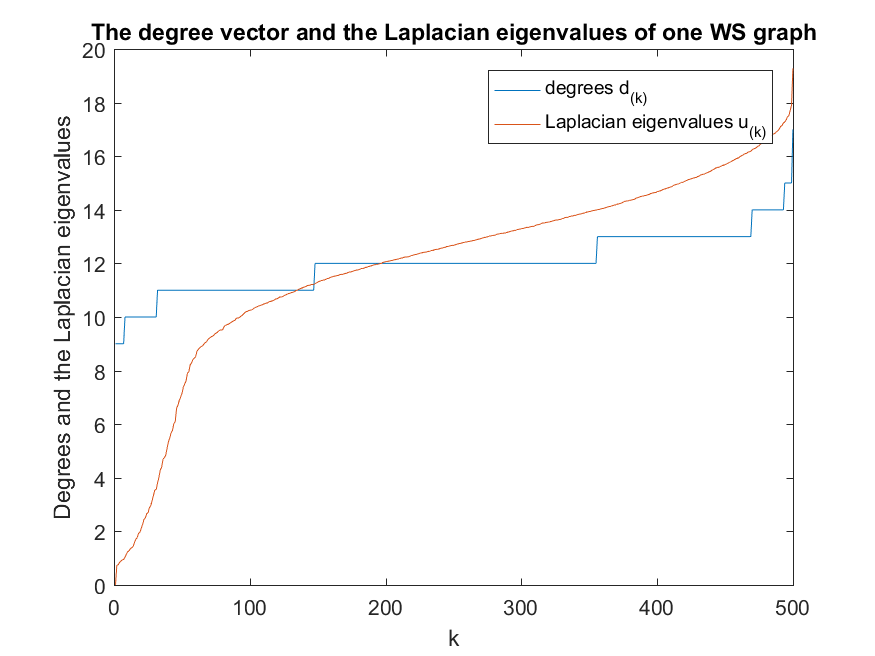 The degree vector and the Laplacian eigenvalues of one WS graph
20
18
16
14
12
10
8
6
4
2
0
Degrees and the Laplacian eigenvalues
degrees d(k)
Laplacian eigenvalues u(k)
0 100 200 300 400 500
k